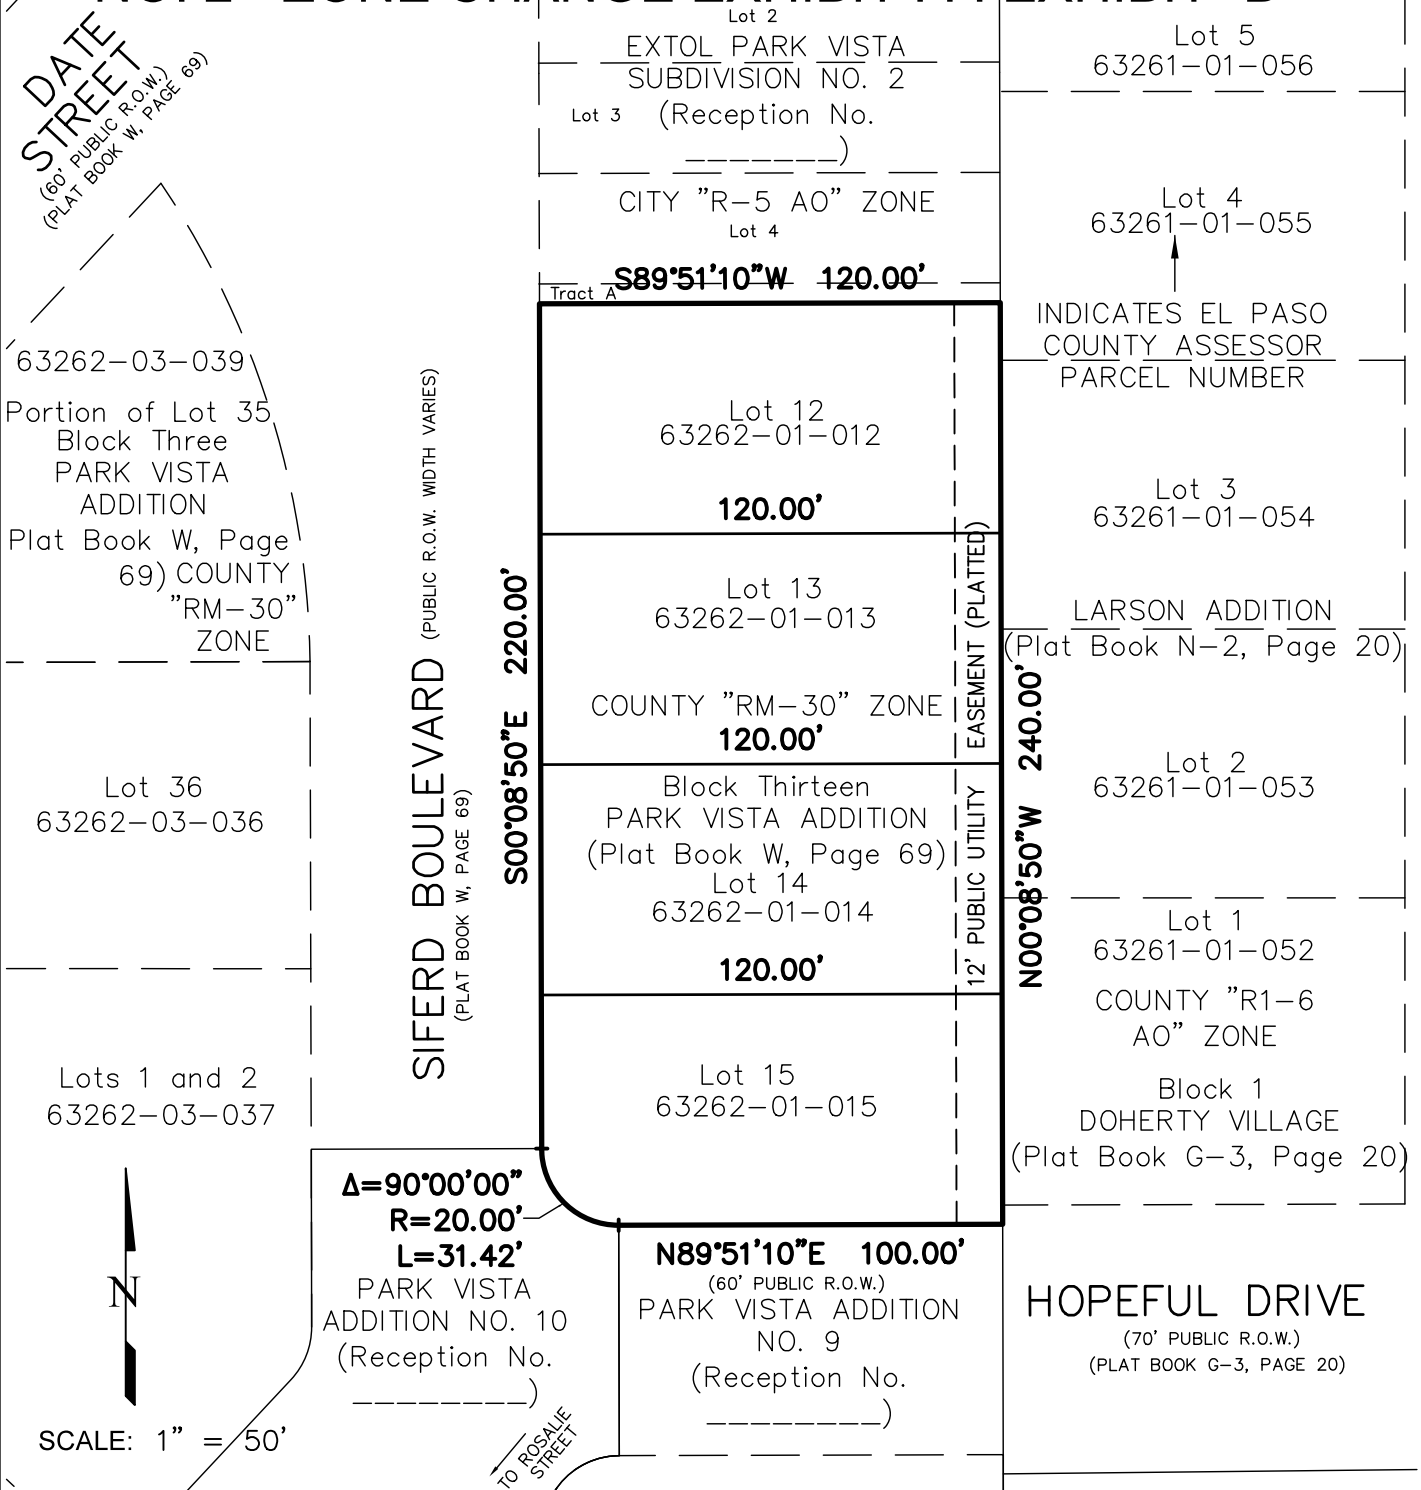 DATE
STREET
(60' PUBLIC R.O.W.)
(PLAT BOOK W, PAGE 69)
Lot 2
EXTOL PARK VISTA
SUBDIVISION NO. 2
Lot 3
(Reception No.
_______)
CITY "R-5 AO" ZONE
Lot 4
S89°51'10"W 120.00'
Tract A
Lot 5
63261-01-056
Lot 4
63261-01-055
INDICATES EL PASO
COUNTY ASSESSOR
PARCEL NUMBER
63262-03-039
Portion of Lot 35
Block Three
PARK VISTA
ADDITION
Plat Book W, Page
69) COUNTY
"RM-30"
ZONE
Lot 36
63262-03-036
Lots 1 and 2
63262-03-037
SIFERD BOULEVARD (PUBLIC R.O.W. WIDTH VARIES)
(PLAT BOOK W, PAGE 69)
S00°08'50"E 220.00'
Lot 12
63262-01-012
120.00'
Lot 13
63262-01-013
COUNTY "RM-30" ZONE
120.00'
Block Thirteen
PARK VISTA ADDITION
(Plat Book W, Page 69)
Lot 14
63262-01-014
120.00'
Lot 15
63262-01-015
12' PUBLIC UTILITY EASEMENT (PLATTED)
N00°08'50"W 240.00'
Lot 3
63261-01-054
LARSON ADDITION
(Plat Book N-2, Page 20)
Lot 2
63261-01-053
Lot 1
63261-01-052
COUNTY "R1-6
AO" ZONE
Block 1
DOHERTY VILLAGE
(Plat Book G-3, Page 20)
Δ=90°00'00"
R=20.00'
L=31.42'
PARK VISTA
ADDITION NO. 10
(Reception No.
________)
N89°51'10"E 100.00'
(60' PUBLIC R.O.W.)
PARK VISTA ADDITION
NO. 9
(Reception No.
________)
HOPEFUL DRIVE
(70' PUBLIC R.O.W.)
(PLAT BOOK G-3, PAGE 20)
TO ROSALIE
STREET
N
SCALE: 1" = 50'